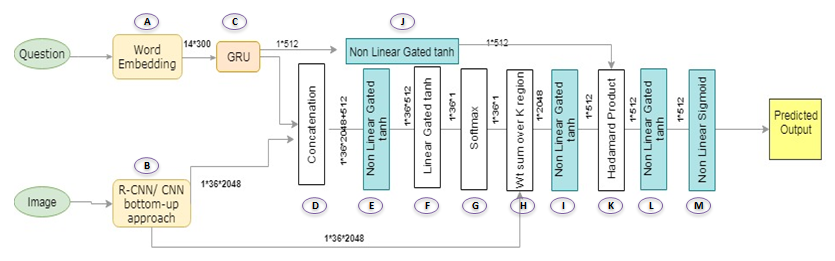 A
C
J
Question
Word
Embedding
14*300
GRU
1*512
Non Linear Gated tanh
1*512
Concatenation
1*36*2048+512
Non Linear Gated
tanh
1*36*512
Linear Gated tanh
1*36*1
Softmax
1*36*1
Wt sum over K region
1*2048
Non Linear Gated
tanh
1*512
Hadamard Product
1*512
Non Linear Gated
tanh
1*512
Non Linear Sigmoid
Predicted
Output
B
Image
R-CNN/ CNN
bottom-up
approach
1*36*2048
1*36*2048
D
E
F
G
H
I
K
L
M